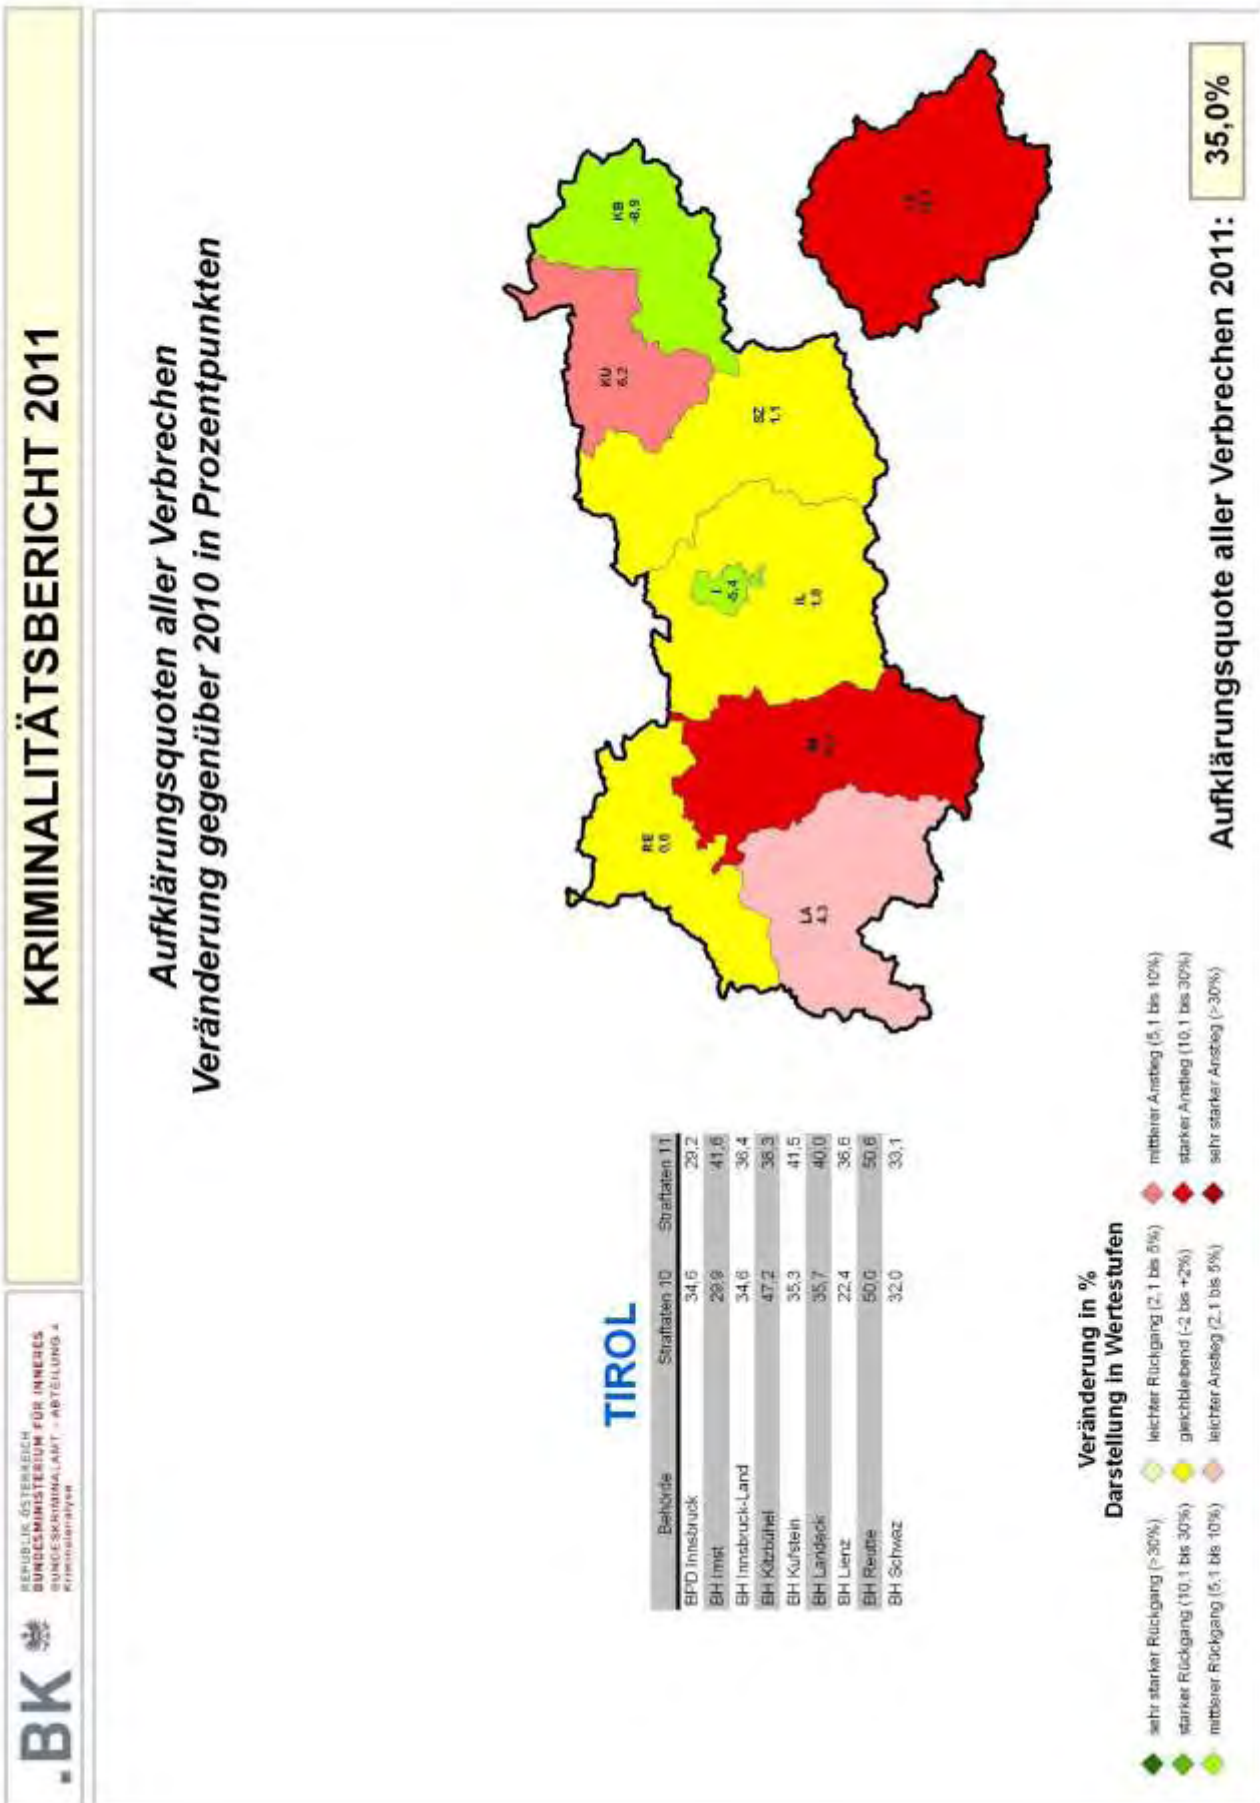 .BK
REPUBLIK ÖSTERREICH
BUNDESMINISTERIUM FÜR INNERES
BUNDESKRIMINALAMT - ABTEILUNG 4
Kriminalanalyse
KRIMINALITÄTSBERICHT 2011
Aufklärungsquoten aller Verbrechen
Veränderung gegenüber 2010 in Prozentpunkten
TIROL
Behörde Straftaten 10 Straftaten 11
BPD Innsbruck 34,6 29,2
BH Imst 29,9 41,6
BH Innsbruck-Land 34,6 36,4
BH Kitzbühel 47,2 38,3
BH Kufstein 35,3 41,5
BH Landeck 35,7 40,0
BH Lienz 22,4 36,6
BH Reutte 50,0 50,6
BH Schwaz 32,0 33,1
KB
-8,9
KU
6,2
SZ
1,1
I
-5,4
IL
1,8
RE
0,6
LA
4,3
Veränderung in %
Darstellung in Wertestufen
sehr starker Rückgang (>30%)
starker Rückgang (10,1 bis 30%)
mittlerer Rückgang (5,1 bis 10%)
leichter Rückgang (2,1 bis 5%)
gleichbleibend (-2 bis +2%)
leichter Anstieg (2,1 bis 5%)
mittlerer Anstieg (5,1 bis 10%)
starker Anstieg (10,1 bis 30%)
sehr starker Anstieg (>30%)
Aufklärungsquote aller Verbrechen 2011: 35,0%